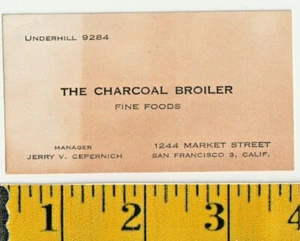 UNDERHILL 9284
THE CHARCOAL BROILER
FINE FOODS
MANAGER
JERRY V. CEPERNICH
1244 MARKET STREET
SAN FRANCISCO 3, CALIF.
1 2 3